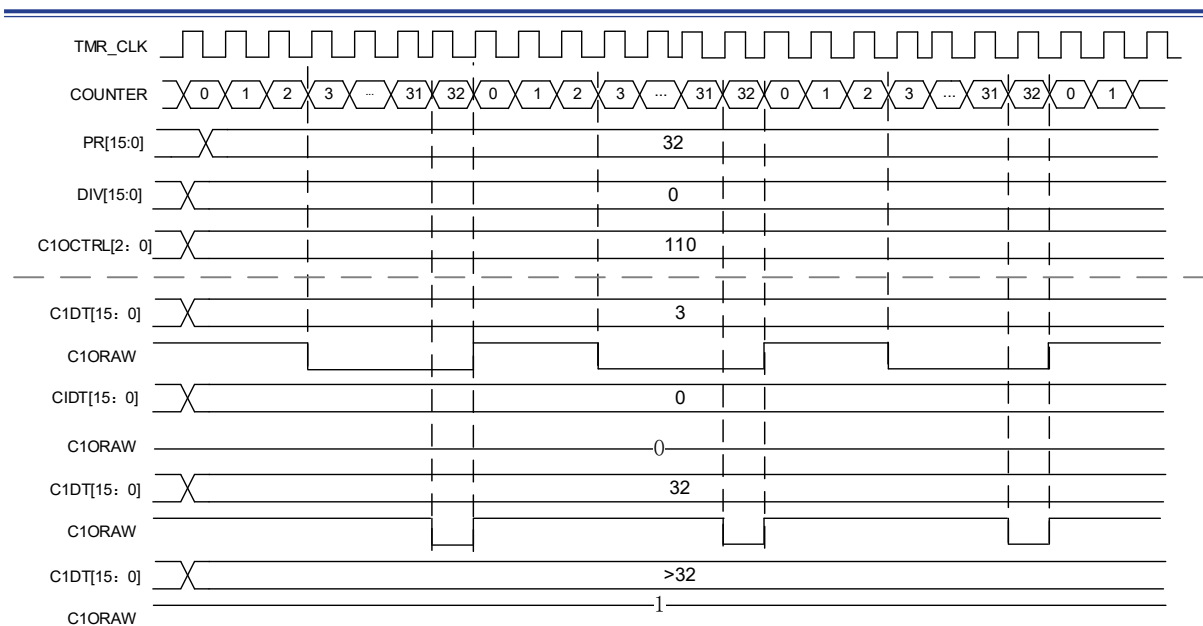 TMR_CLK
COUNTER 0 1 2 3 ... 31 32 0 1 2 3 ... 31 32 0 1 2 3 ... 31 32 0 1
PR[15:0] 32
DIV[15:0] 0
C1OCTRL[2：0] 110
C1DT[15：0] 3
C1ORAW
CIDT[15：0] 0
C1ORAW 0
C1DT[15：0] 32
C1ORAW
C1DT[15：0] >32
C1ORAW 1